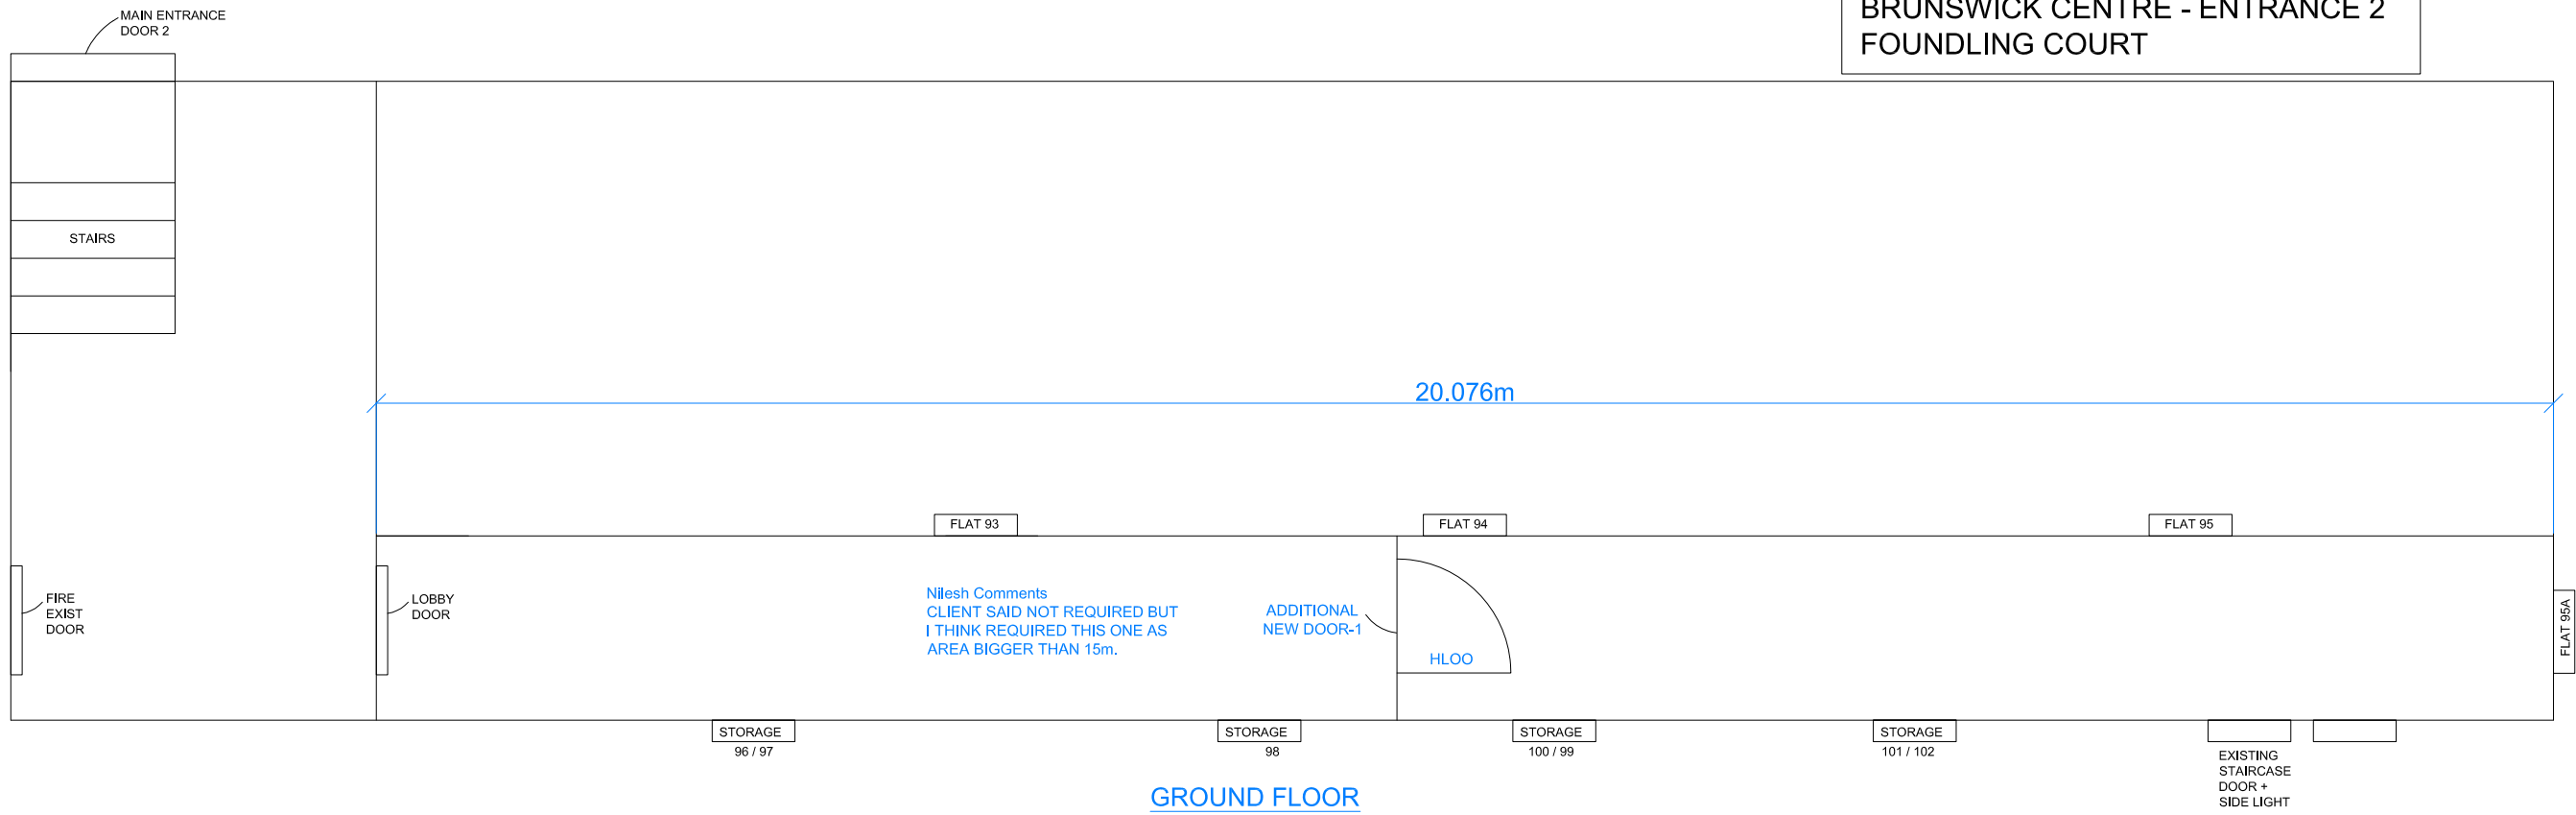 MAIN ENTRANCE
DOOR 2
BRUNSWICK CENTRE - ENTRANCE 2
FOUNDLING COURT
STAIRS
20.076m
FLAT 93
FLAT 94
FLAT 95
FIRE
EXIST
DOOR
LOBBY
DOOR
Nilesh Comments
CLIENT SAID NOT REQUIRED BUT
I THINK REQUIRED THIS ONE AS
AREA BIGGER THAN 15m.
ADDITIONAL
NEW DOOR-1
HLOO
FLAT 95A
STORAGE
96 / 97
STORAGE
98
STORAGE
100 / 99
STORAGE
101 / 102
EXISTING
STAIRCASE
DOOR +
SIDE LIGHT
GROUND FLOOR